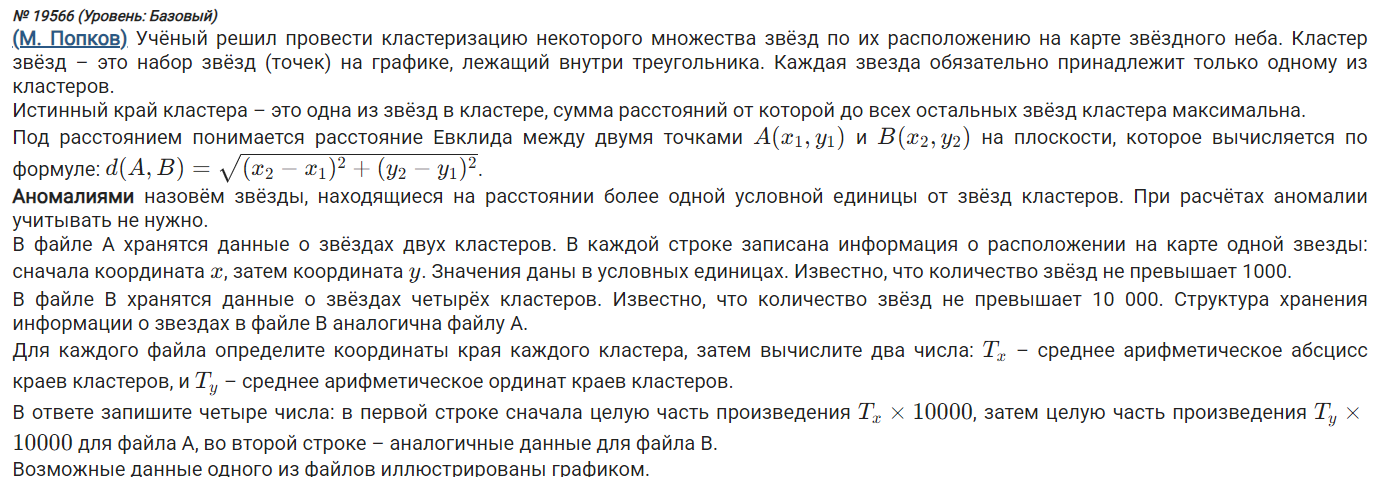 № 19566 (Уровень: Базовый)
(М. Попков) Учёный решил провести кластеризацию некоторого множества звёзд по их расположению на карте звёздного неба. Кластер
звёзд – это набор звёзд (точек) на графике, лежащий внутри треугольника. Каждая звезда обязательно принадлежит только одному из
кластеров.
Истинный край кластера – это одна из звёзд в кластере, сумма расстояний от которой до всех остальных звёзд кластера максимальна.
Под расстоянием понимается расстояние Евклида между двумя точками A(x₁, y₁) и B(x₂, y₂) на плоскости, которое вычисляется по
формуле: d(A, B) = √((x₂ − x₁)² + (y₂ − y₁)²).
Аномалиями назовём звёзды, находящиеся на расстоянии более одной условной единицы от звёзд кластеров. При расчётах аномалии
учитывать не нужно.
В файле А хранятся данные о звёздах двух кластеров. В каждой строке записана информация о расположении на карте одной звезды:
сначала координата x, затем координата y. Значения даны в условных единицах. Известно, что количество звёзд не превышает 1000.
В файле В хранятся данные о звёздах четырёх кластеров. Известно, что количество звёзд не превышает 10 000. Структура хранения
информации о звездах в файле В аналогична файлу А.
Для каждого файла определите координаты края каждого кластера, затем вычислите два числа: Tₓ – среднее арифметическое абсцисс
краев кластеров, и T_y – среднее арифметическое ординат краев кластеров.
В ответе запишите четыре числа: в первой строке сначала целую часть произведения Tₓ × 10000, затем целую часть произведения T_y ×
10000 для файла А, во второй строке – аналогичные данные для файла В.
Возможные данные одного из файлов иллюстрированы графиком.